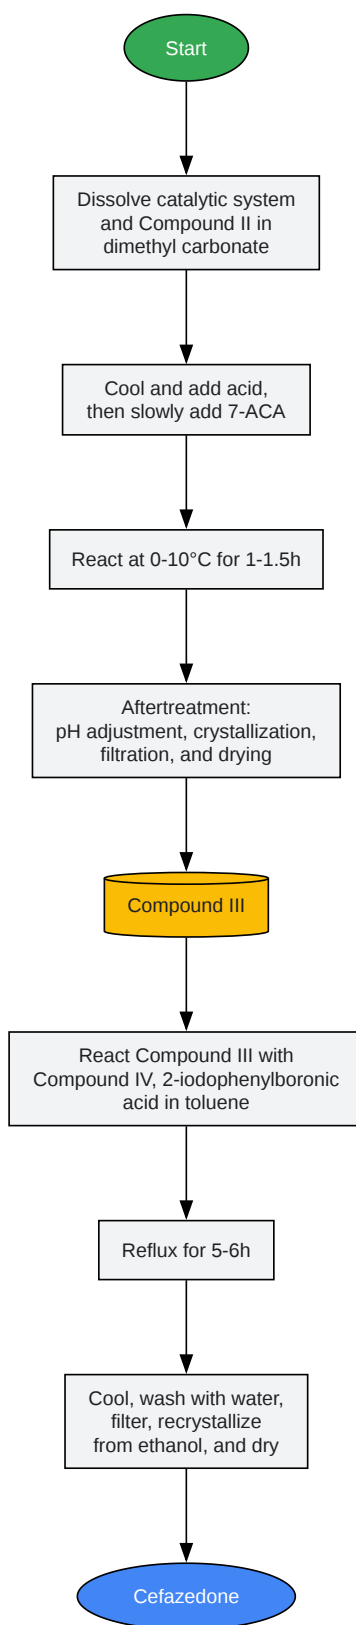 Start
Dissolve catalytic system
and Compound II in
dimethyl carbonate
Cool and add acid,
then slowly add 7-ACA
React at 0-10°C for 1-1.5h
Aftertreatment:
pH adjustment, crystallization,
filtration, and drying
Compound III
React Compound III with
Compound IV, 2-iodophenylboronic
acid in toluene
Reflux for 5-6h
Cool, wash with water,
filter, recrystallize
from ethanol, and dry
Cefazedone